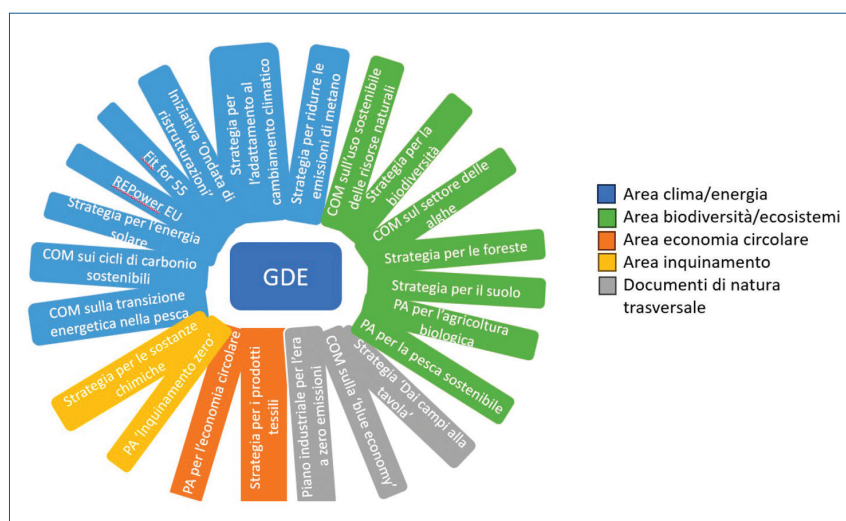 Strategia per
l'adattamento al
cambiamento climatico
Strategia per ridurre le
emissioni di metano
COM sull'uso sostenibile
delle risorse naturali
Strategia per la
biodiversità
COM sul settore delle
alghe
Strategia per le foreste
Strategia per il suolo
PA per l'agricoltura
biologica
PA per la pesca sostenibile
Strategia 'Dai campi alla
tavola'
COM sulla 'blue economy'
Piano industriale per l'era
a zero emissioni
Strategia per i prodotti
tessili
PA per l'economia circolare
PA 'Inquinamento zero'
Strategia per le sostanze
chimiche
COM sulla transizione
energetica nella pesca
COM sui cicli di carbonio
sostenibili
Strategia per l'energia
solare
REPower EU
Fit for 55
Iniziativa 'Ondata di
ristrutturazioni'
GDE
Area clima/energia
Area biodiversità/ecosistemi
Area economia circolare
Area inquinamento
Documenti di natura
trasversale